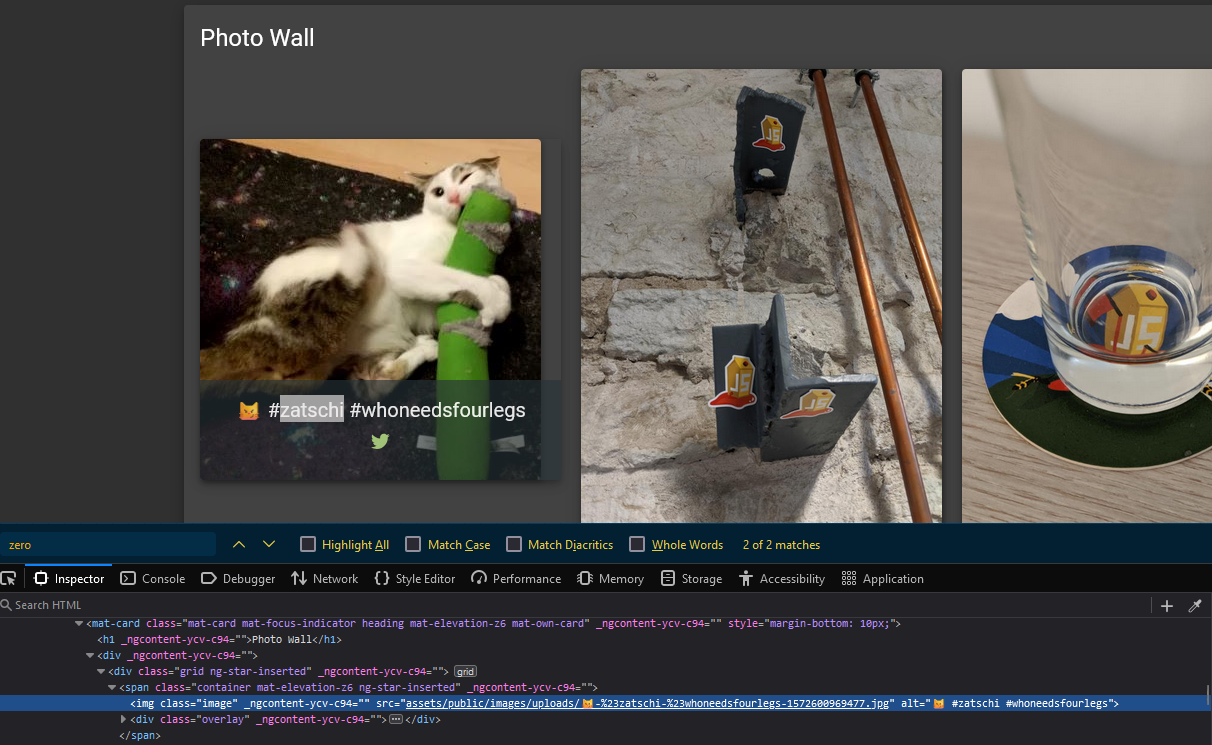 Photo Wall
JS
JS
JS
JS
😼 #zatschi #whoneedsfourlegs
zero
Highlight All
Match Case
Match Diacritics
Whole Words
2 of 2 matches
Inspector
Console
Debugger
Network
Style Editor
Performance
Memory
Storage
Accessibility
Application
Search HTML
<mat-card class="mat-card mat-focus-indicator heading mat-elevation-z6 mat-own-card" _ngcontent-ycv-c94="" style="margin-bottom: 10px;">
<h1 _ngcontent-ycv-c94="">Photo Wall</h1>
<div _ngcontent-ycv-c94="">
<div class="grid ng-star-inserted" _ngcontent-ycv-c94=""> grid
<span class="container mat-elevation-z6 ng-star-inserted" _ngcontent-ycv-c94="">
<img class="image" _ngcontent-ycv-c94="" src="assets/public/images/uploads/😼-%23zatschi-%23whoneedsfourlegs-1572600969477.jpg" alt="😼 #zatschi #whoneedsfourlegs">
<div class="overlay" _ngcontent-ycv-c94="">⋯</div>
</span>